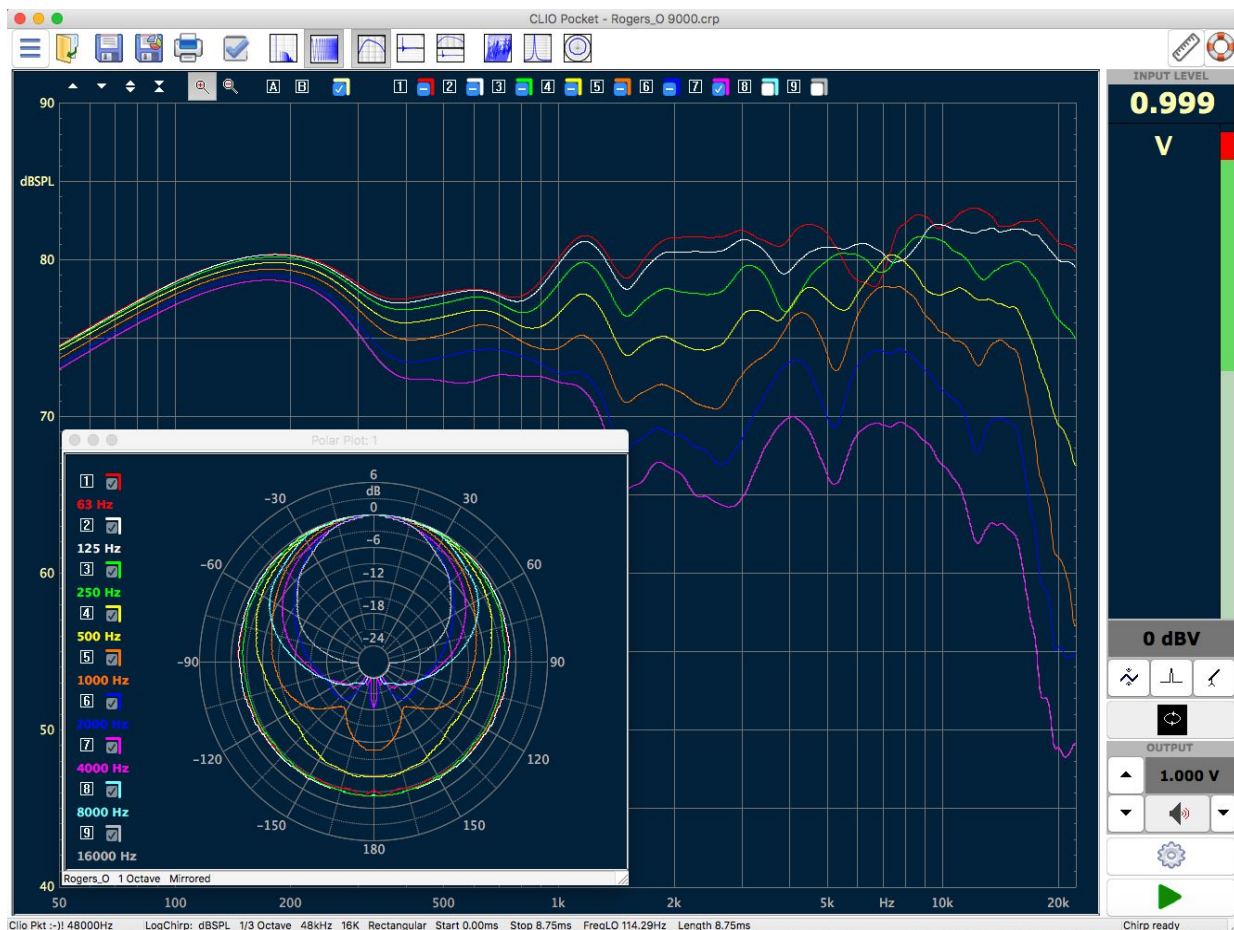 CLIO Pocket - Rogers_O 9000.crp
A B 1 2 3 4 5 6 7 8 9
INPUT LEVEL
0.999
V
90
dBSPL
80
70
60
50
40
50 100 200 500 1k 2k 5k Hz 10k 20k
Polar Plot: 1
1
63 Hz
2
125 Hz
3
250 Hz
4
500 Hz
5
1000 Hz
6
2000 Hz
7
4000 Hz
8
8000 Hz
9
16000 Hz
6
dB
0
-6
-12
-18
-24
-30 30
-60 60
-90 90
-120 120
-150 150
180
Rogers_O 1 Octave Mirrored
0 dBV
OUTPUT
1.000 V
Clio Pkt :-)! 48000Hz LogChirp: dBSPL 1/3 Octave 48kHz 16K Rectangular Start 0.00ms Stop 8.75ms FreqLO 114.29Hz Length 8.75ms Chirp ready